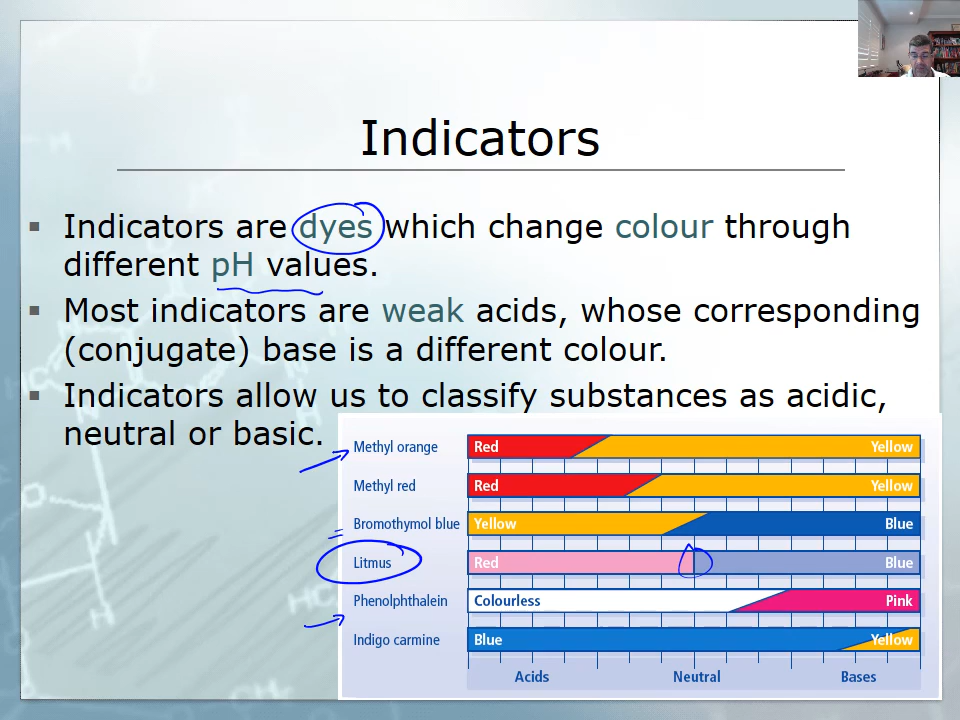 Indicators
Indicators are dyes which change colour through
different pH values.
Most indicators are weak acids, whose corresponding
(conjugate) base is a different colour.
Indicators allow us to classify substances as acidic,
neutral or basic.
Methyl orange Red Yellow
Methyl red Red Yellow
Bromothymol blue Yellow Blue
Litmus Red Blue
Phenolphthalein Colourless Pink
Indigo carmine Blue Yellow
Acids Neutral Bases